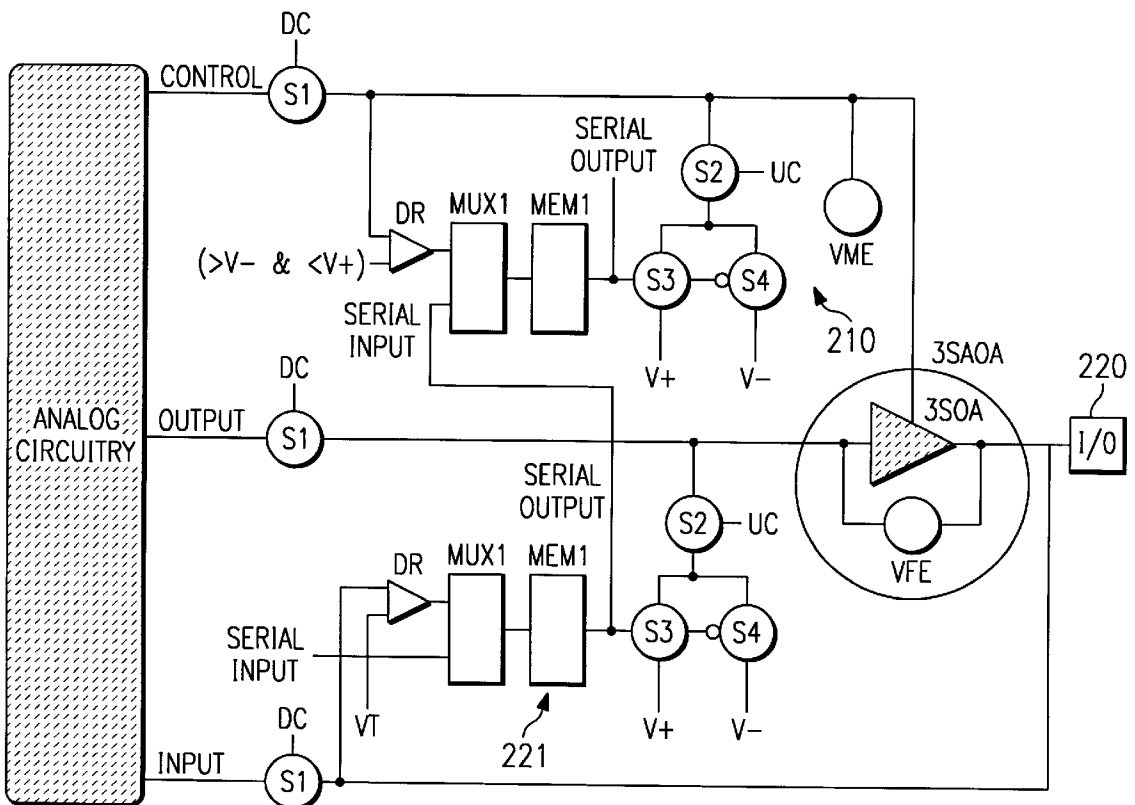 DC
CONTROL
S1
SERIAL
OUTPUT
S2
UC
DR
MUX1
MEM1
VME
(>V- & <V+)
S3
S4
SERIAL
INPUT
210
V+
V-
3SAOA
220
DC
3SOA
ANALOG
CIRCUITRY
OUTPUT
S1
I/O
SERIAL
OUTPUT
S2
UC
DR
MUX1
MEM1
VFE
SERIAL
INPUT
S3
S4
VT
221
V+
V-
DC
INPUT
S1